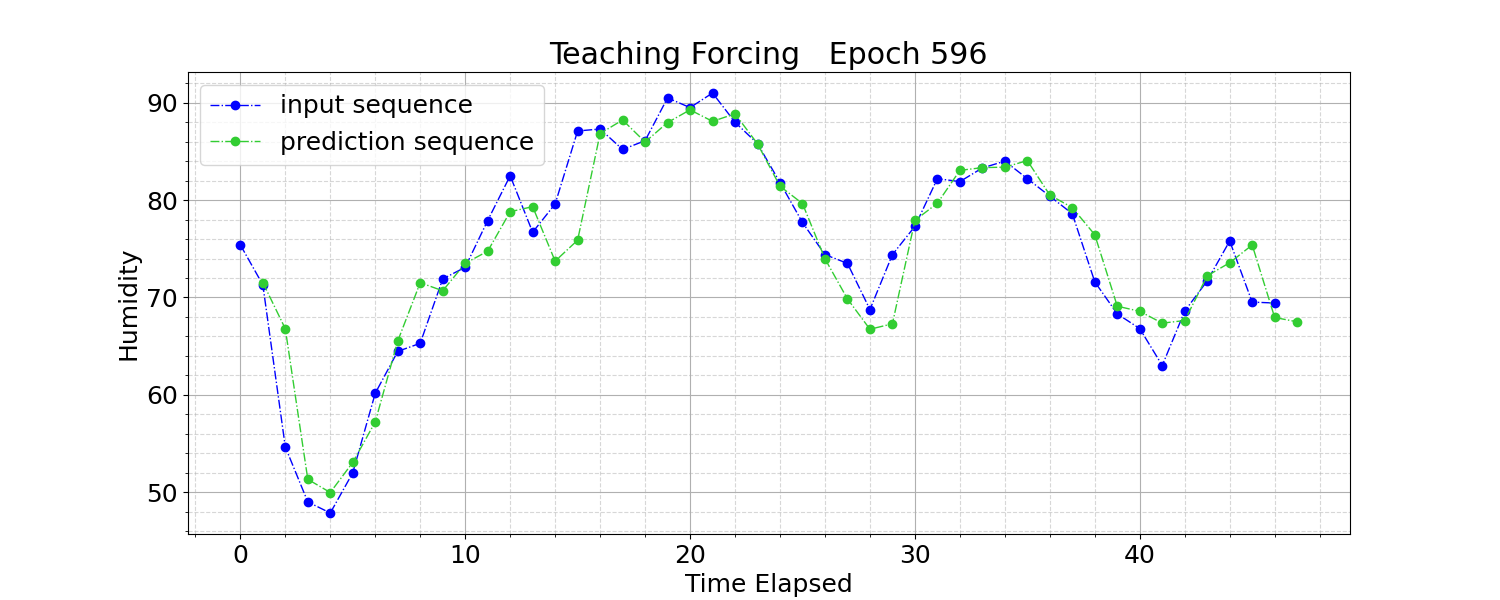 Teaching Forcing   Epoch 596
input sequence
prediction sequence
Humidity
90
80
70
60
50
0 10 20 30 40
Time Elapsed